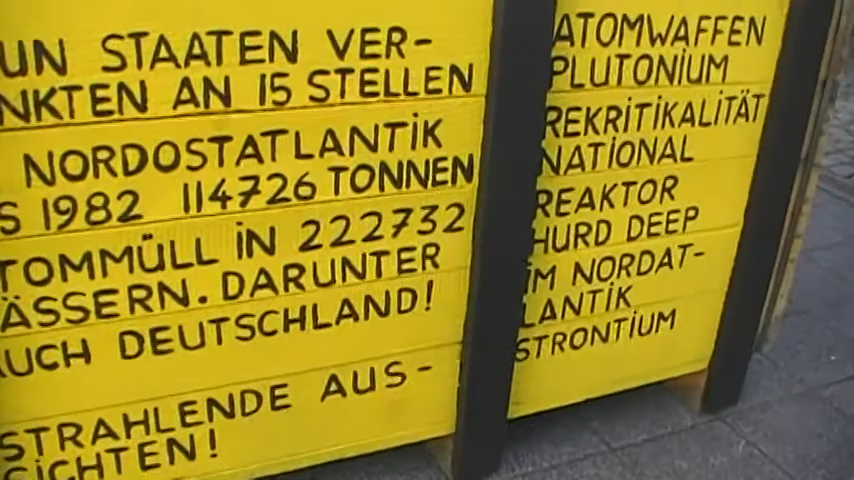 UN STAATEN VER-
NKTEN AN 15 STELLEN
NORDOSTATLANTIK
S 1982 114726 TONNEN
TOMMÜLL iN 222732
ÄSSERN. DARUNTER
AUCH DEUTSCHLAND!
STRAHLENDE AUS-
SICHTEN!
ATOMWAFFEN
PLUTONiUM
REKRiTiKALiTÄT
NATiONAL
REAKTOR
HURD DEEP
iM NORDAT-
LANTiK
STRONTiUM